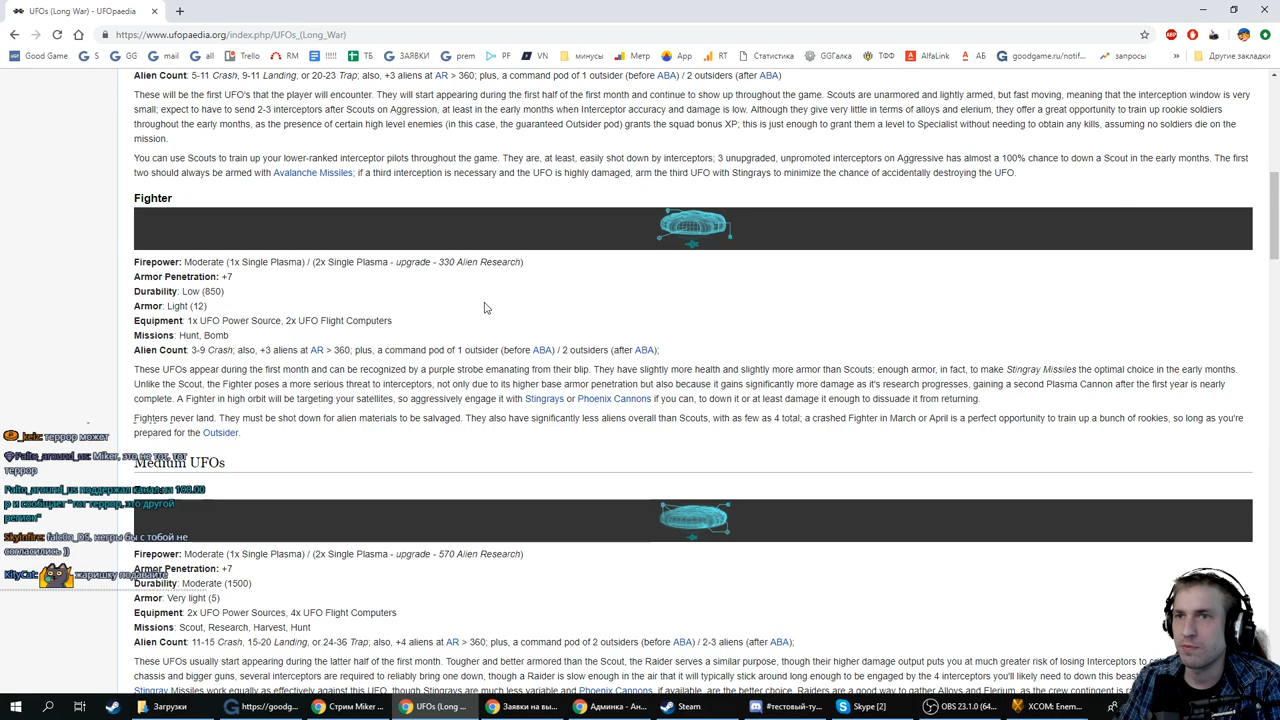 UFOs (Long War) - UFOpaedia
https://www.ufopaedia.org/index.php/UFOs_(Long_War)
Good Game
S
GG
mail
all
Trello
RM
!!!!!
ТБ
ЗАЯВКИ
prem
PF
VN
минусы
Метр
App
RT
Статистика
GGГалка
ТФФ
AlfaLink
АБ
goodgame.ru/notif...
запросы
»
Другие закладки
Alien Count: 5-11 Crash, 9-11 Landing, or 20-23 Trap; also, +3 aliens at AR > 360; plus, a command pod of 1 outsider (before ABA) / 2 outsiders (after ABA)
These will be the first UFO's that the player will encounter. They will start appearing during the first half of the first month and continue to show up throughout the game. Scouts are unarmored and lightly armed, but fast moving, meaning that the interception window is very
small; expect to have to send 2-3 interceptors after Scouts on Aggression, at least in the early months when Interceptor accuracy and damage is low. Although they give very little in terms of alloys and elerium, they offer a great opportunity to train up rookie soldiers
throughout the early months, as the presence of certain high level enemies (in this case, the guaranteed Outsider pod) grants the squad bonus XP; this is just enough to grant them a level to Specialist without needing to obtain any kills, assuming no soldiers die on the
mission.
You can use Scouts to train up your lower-ranked interceptor pilots throughout the game. They are, at least, easily shot down by interceptors; 3 unupgraded, unpromoted interceptors on Aggressive has almost a 100% chance to down a Scout in the early months. The first
two should always be armed with Avalanche Missiles; if a third interception is necessary and the UFO is highly damaged, arm the third UFO with Stingrays to minimize the chance of accidentally destroying the UFO.
Fighter
Firepower: Moderate (1x Single Plasma) / (2x Single Plasma - upgrade - 330 Alien Research)
Armor Penetration: +7
Durability: Low (850)
Armor: Light (12)
Equipment: 1x UFO Power Source, 2x UFO Flight Computers
Missions: Hunt, Bomb
Alien Count: 3-9 Crash; also, +3 aliens at AR > 360; plus, a command pod of 1 outsider (before ABA) / 2 outsiders (after ABA);
These UFOs appear during the first month and can be recognized by a purple strobe emanating from their blip. They have slightly more health and slightly more armor than Scouts; enough armor, in fact, to make Stingray Missiles the optimal choice in the early months.
Unlike the Scout, the Fighter poses a more serious threat to interceptors, not only due to its higher base armor penetration but also because it gains significantly more damage as it's research progresses, gaining a second Plasma Cannon after the first year is nearly
complete. A Fighter in high orbit will be targeting your satellites, so aggressively engage it with Stingrays or Phoenix Cannons if you can, to down it or at least damage it enough to dissuade it from returning.
Fighters never land. They must be shot down for alien materials to be salvaged. They also have significantly less aliens overall than Scouts, with as few as 4 total; a crashed Fighter in March or April is a perfect opportunity to train up a bunch of rookies, so long as you're
prepared for the Outsider.
_kelz: террор может
Palto_around_us: Miker, это не тот, тот
террор
Medium UFOs
Palto_around_us поддержал канал на 100.00
р и сообщает "тот террор, это другой
регион"
Skyinfire: falc0n_DS, негры бы с тобой не
согласились ))
KityCat: жаришку подавайте
Firepower: Moderate (1x Single Plasma) / (2x Single Plasma - upgrade - 570 Alien Research)
Armor Penetration: +7
Durability: Moderate (1500)
Armor: Very light (5)
Equipment: 2x UFO Power Sources, 4x UFO Flight Computers
Missions: Scout, Research, Harvest, Hunt
Alien Count: 11-15 Crash, 15-20 Landing, or 24-36 Trap; also, +4 aliens at AR > 360; plus, a command pod of 2 outsiders (before ABA) / 2-3 aliens (after ABA);
These UFOs usually start appearing during the latter half of the first month. Tougher and better armored than the Scout, the Raider serves a similar purpose, though their higher damage output puts you at much greater risk of losing Interceptors to
chassis and bigger guns, several interceptors are required to reliably bring one down, though a Raider is slow enough in the air that it will typically stick around long enough to be engaged by the 4 interceptors you'll likely need to down this
Stingray Missiles work equally as effectively against this UFO, though Stingrays are much less variable and Phoenix Cannons, if available, are the better choice. Raiders are a good way to gather Alloys and Elerium, as the crew contingent is
Загрузки
https://goodg...
Стрим Miker ...
UFOs (Long ...
Заявки на вы...
Админка - Ан...
Steam
#тестовый-ту...
Skype [2]
OBS 23.1.0 (64...
XCOM: Enem...